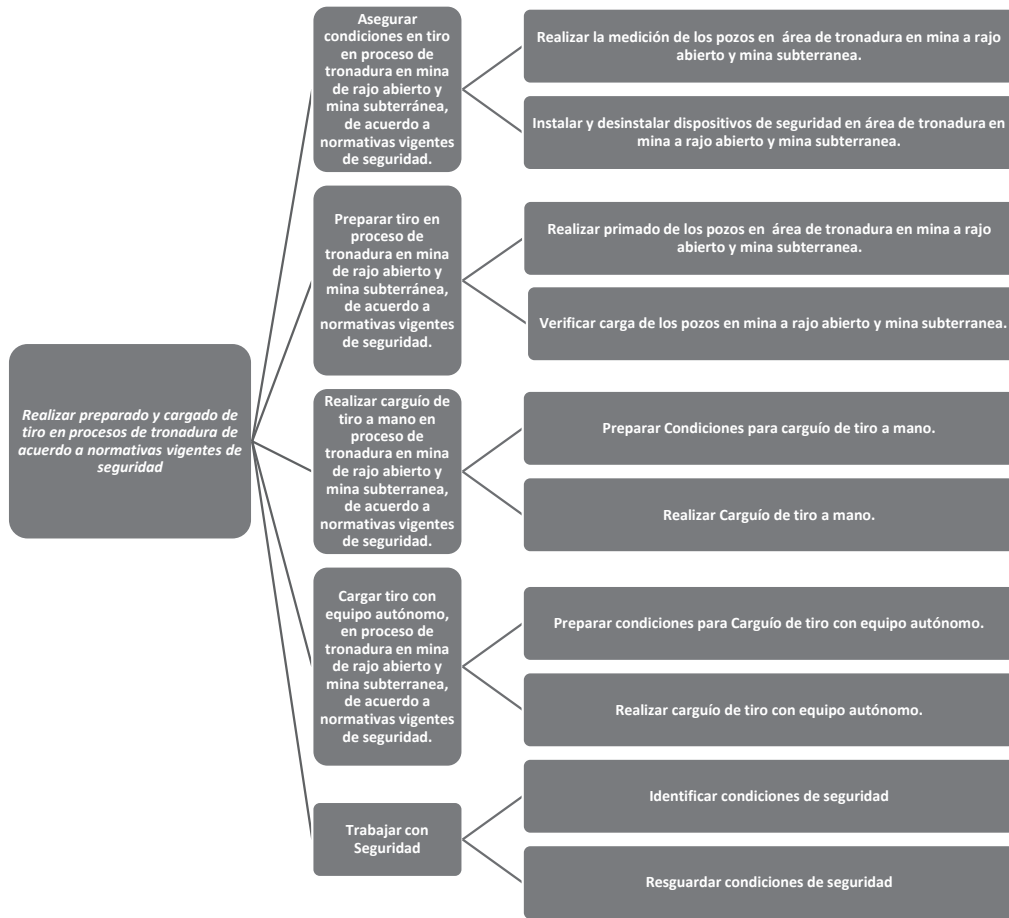 Realizar preparado y cargado de
tiro en procesos de tronadura de
acuerdo a normativas vigentes de
seguridad
Asegurar
condiciones en tiro
en proceso de
tronadura en mina
de rajo abierto y
mina subterránea,
de acuerdo a
normativas vigentes
de seguridad.
Realizar la medición de los pozos en área de tronadura en mina a rajo
abierto y mina subterranea.
Instalar y desinstalar dispositivos de seguridad en área de tronadura en
mina a rajo abierto y mina subterranea.
Preparar tiro en
proceso de
tronadura en mina
de rajo abierto y
mina subterránea,
de acuerdo a
normativas vigentes
de seguridad.
Realizar primado de los pozos en área de tronadura en mina a rajo
abierto y mina subterranea.
Verificar carga de los pozos en mina a rajo abierto y mina subterranea.
Realizar carguío de
tiro a mano en
proceso de
tronadura en mina
de rajo abierto y
mina subterranea,
de acuerdo a
normativas vigentes
de seguridad.
Preparar Condiciones para carguío de tiro a mano.
Realizar Carguío de tiro a mano.
Cargar tiro con
equipo autónomo,
en proceso de
tronadura en mina
de rajo abierto y
mina subterranea,
de acuerdo a
normativas vigentes
de seguridad.
Preparar condiciones para Carguío de tiro con equipo autónomo.
Realizar carguío de tiro con equipo autónomo.
Trabajar con
Seguridad
Identificar condiciones de seguridad
Resguardar condiciones de seguridad